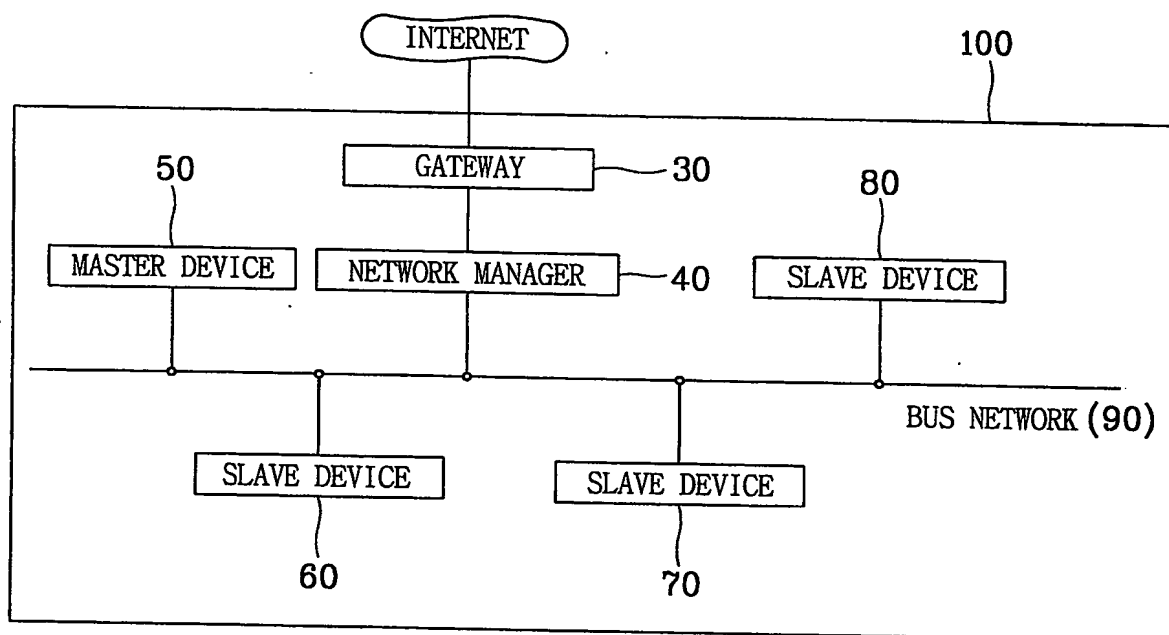 INTERNET
100
GATEWAY
30
50
80
MASTER DEVICE
NETWORK MANAGER
40
SLAVE DEVICE
BUS NETWORK (90)
SLAVE DEVICE
SLAVE DEVICE
60
70